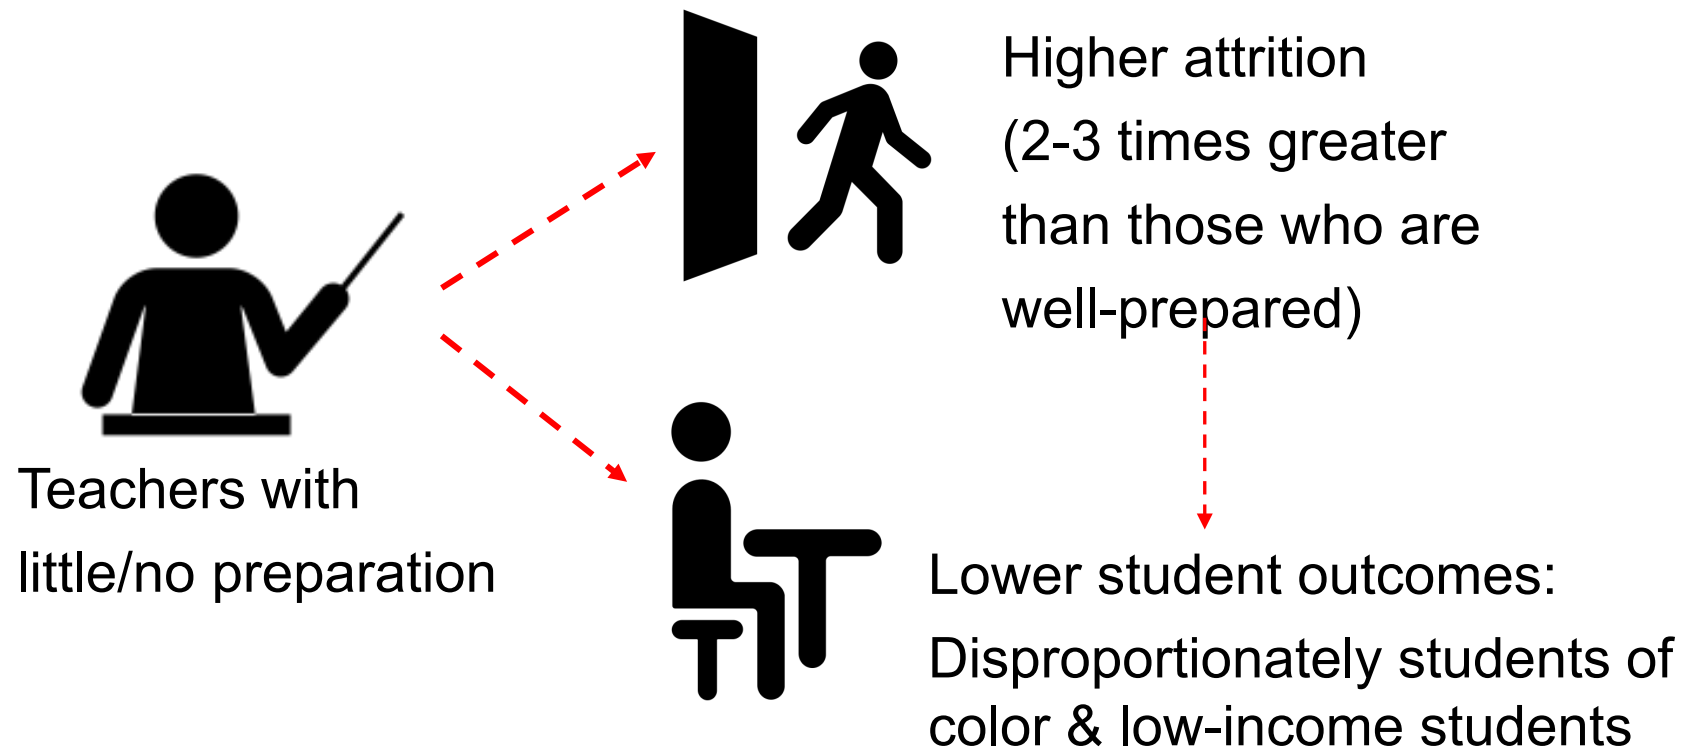 Higher attrition
(2-3 times greater
than those who are
well-prepared)
Teachers with
little/no preparation
Lower student outcomes:
Disproportionately students of
color & low-income students